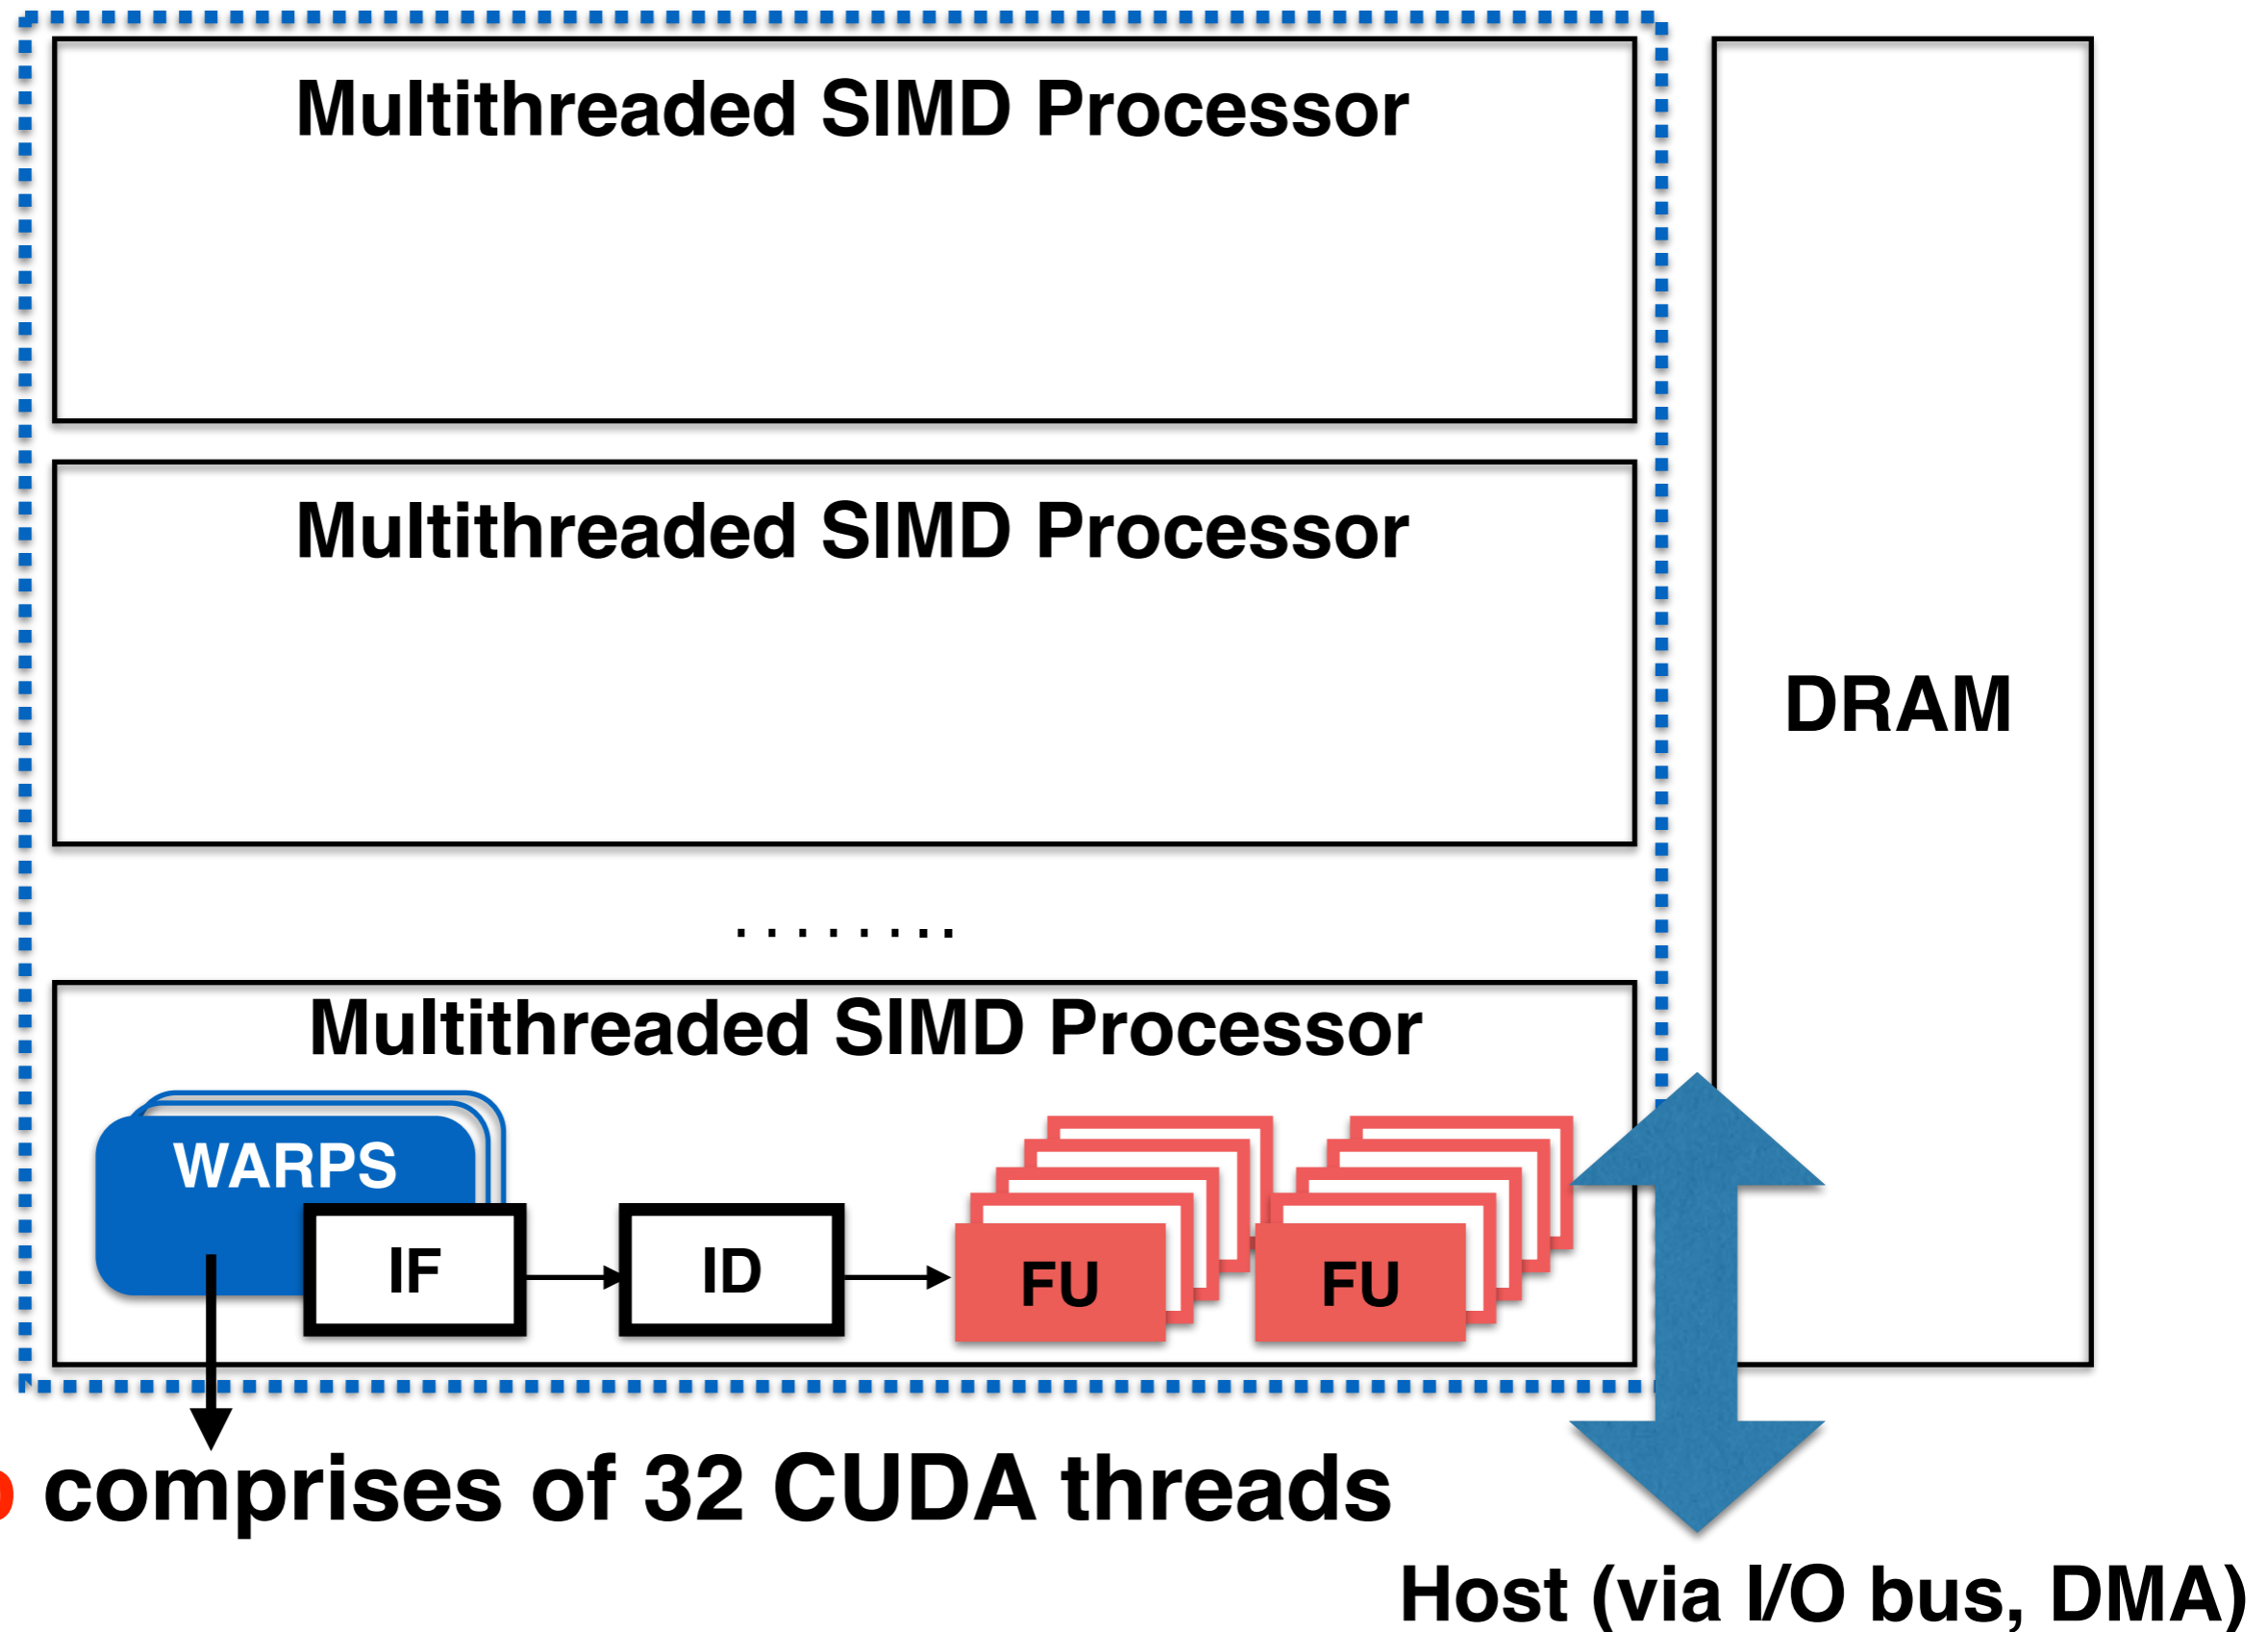 Multithreaded SIMD Processor
Multithreaded SIMD Processor
DRAM
........
Multithreaded SIMD Processor
WARPS
IF
ID
FU
FU
comprises of 32 CUDA threads
Host (via I/O bus, DMA)